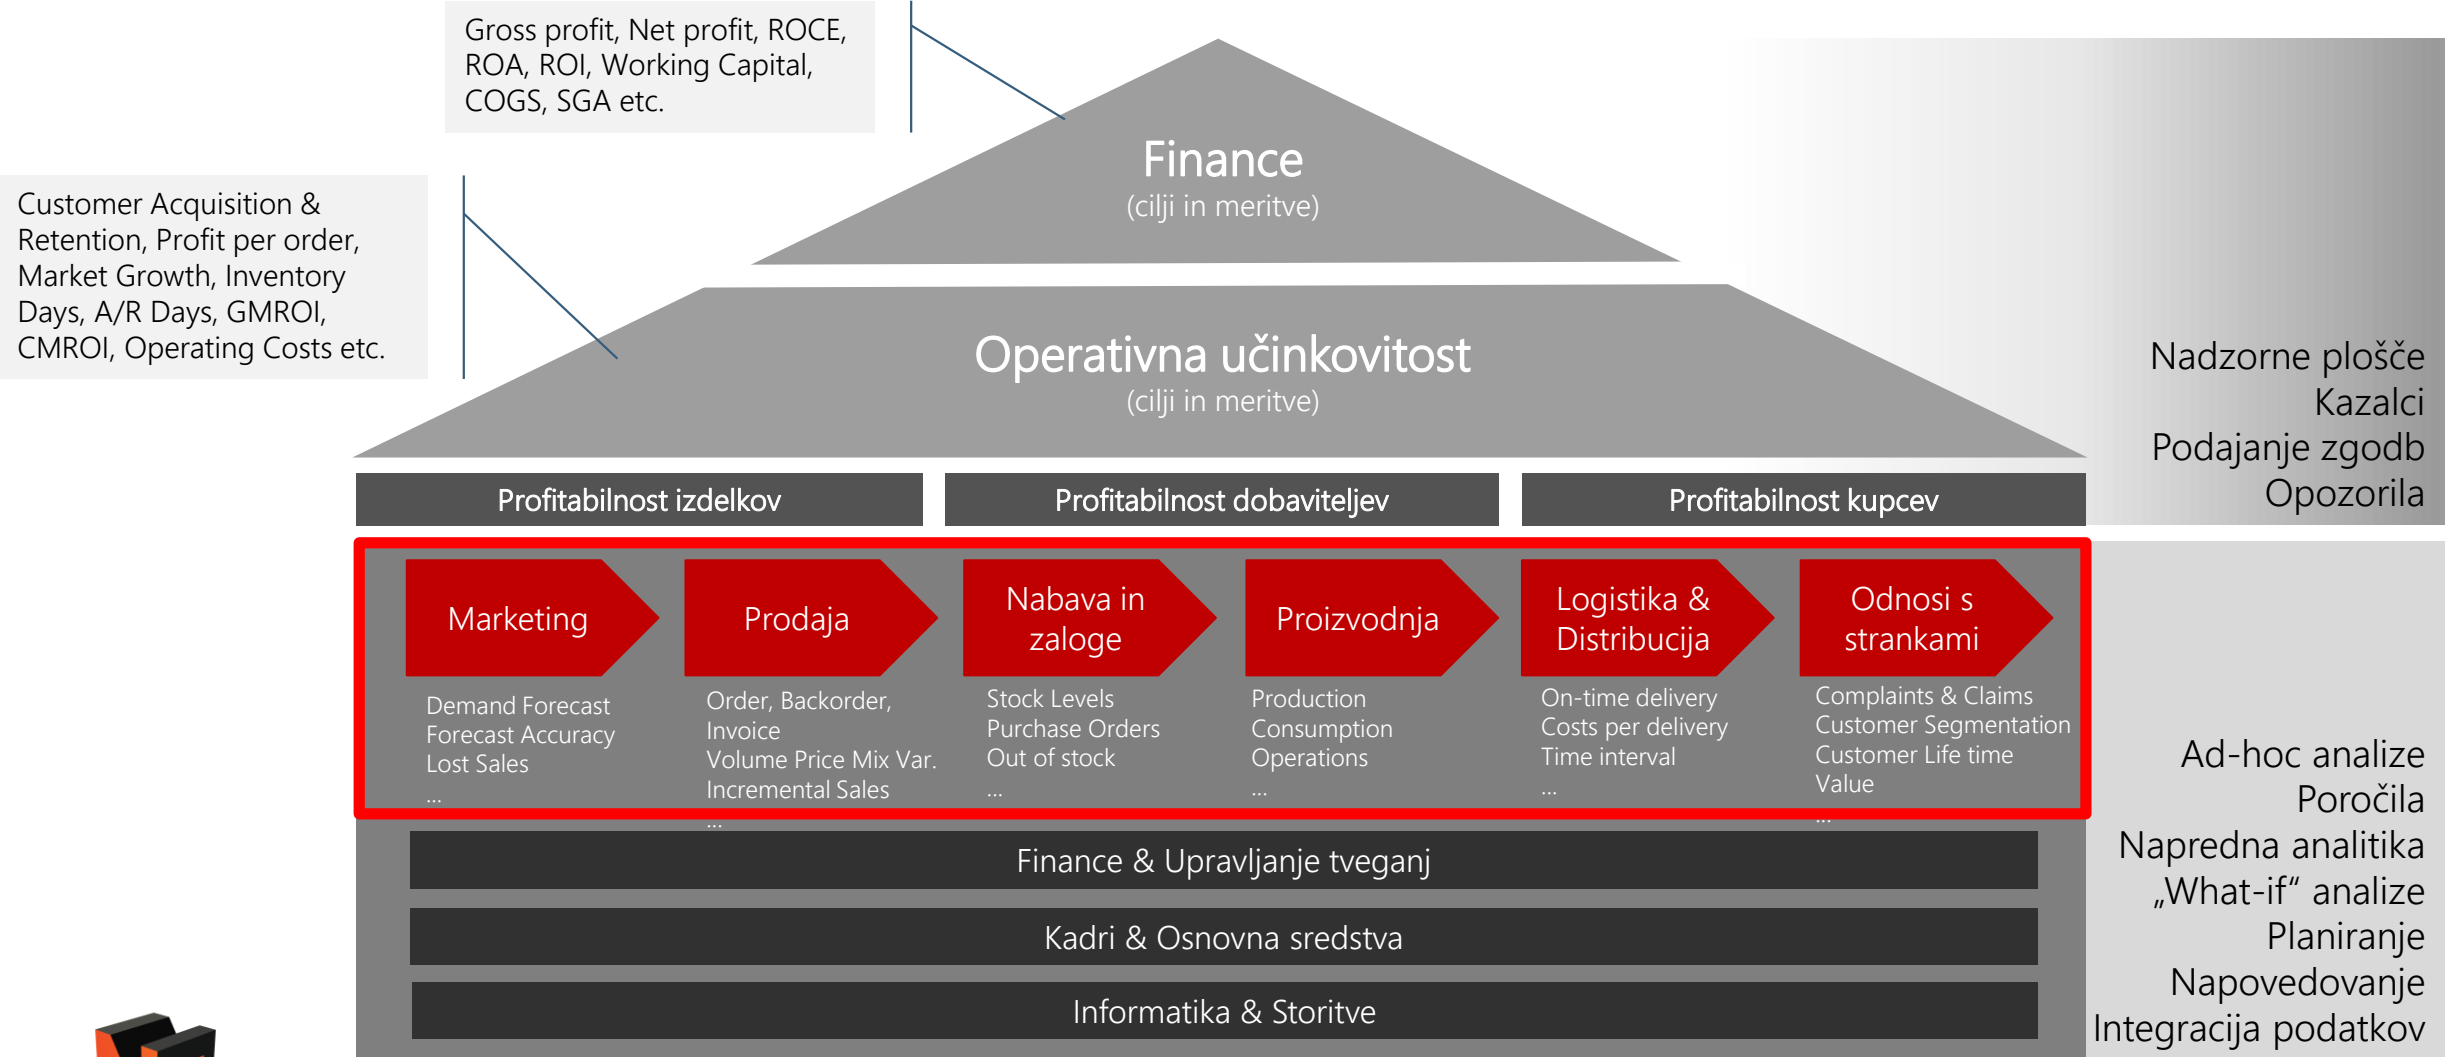 Gross profit, Net profit, ROCE,
ROA, ROI, Working Capital,
COGS, SGA etc.
Customer Acquisition &
Retention, Profit per order,
Market Growth, Inventory
Days, A/R Days, GMROI,
CMROI, Operating Costs etc.
Finance
(cilji in meritve)
Operativna učinkovitost
(cilji in meritve)
Nadzorne plošče
Kazalci
Podajanje zgodb
Opozorila
Profitabilnost izdelkov
Profitabilnost dobaviteljev
Profitabilnost kupcev
Marketing
Demand Forecast
Forecast Accuracy
Lost Sales
...
Prodaja
Order, Backorder,
Invoice
Volume Price Mix Var.
Incremental Sales
...
Nabava in
zaloge
Stock Levels
Purchase Orders
Out of stock
...
Proizvodnja
Production
Consumption
Operations
...
Logistika &
Distribucija
On-time delivery
Costs per delivery
Time interval
...
Odnosi s
strankami
Complaints & Claims
Customer Segmentation
Customer Life time
Value
...
Finance & Upravljanje tveganj
Kadri & Osnovna sredstva
Informatika & Storitve
Ad-hoc analize
Poročila
Napredna analitika
„What-if“ analize
Planiranje
Napovedovanje
Integracija podatkov